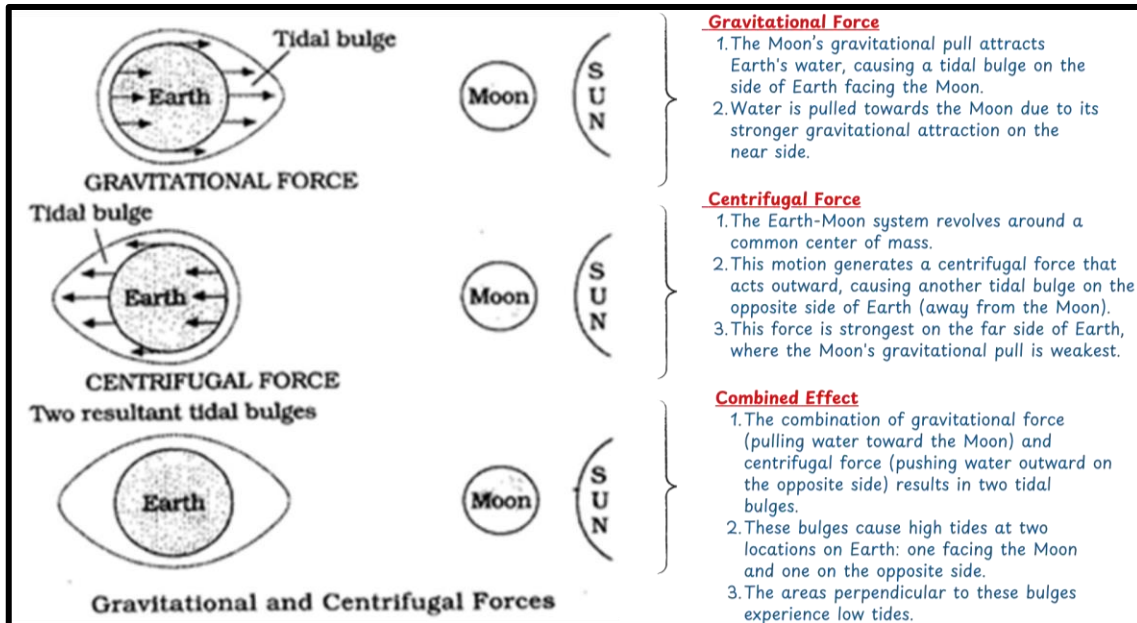 Tidal bulge
Earth
Moon
SUN
GRAVITATIONAL FORCE
Gravitational Force
1. The Moon's gravitational pull attracts
Earth's water, causing a tidal bulge on the
side of Earth facing the Moon.
2. Water is pulled towards the Moon due to its
stronger gravitational attraction on the
near side.
Tidal bulge
Earth
Moon
SUN
CENTRIFUGAL FORCE
Centrifugal Force
1. The Earth-Moon system revolves around a
common center of mass.
2. This motion generates a centrifugal force that
acts outward, causing another tidal bulge on the
opposite side of Earth (away from the Moon).
3. This force is strongest on the far side of Earth,
where the Moon's gravitational pull is weakest.
Two resultant tidal bulges
Earth
Moon
SUN
Gravitational and Centrifugal Forces
Combined Effect
1. The combination of gravitational force
(pulling water toward the Moon) and
centrifugal force (pushing water outward on
the opposite side) results in two tidal
bulges.
2. These bulges cause high tides at two
locations on Earth: one facing the Moon
and one on the opposite side.
3. The areas perpendicular to these bulges
experience low tides.